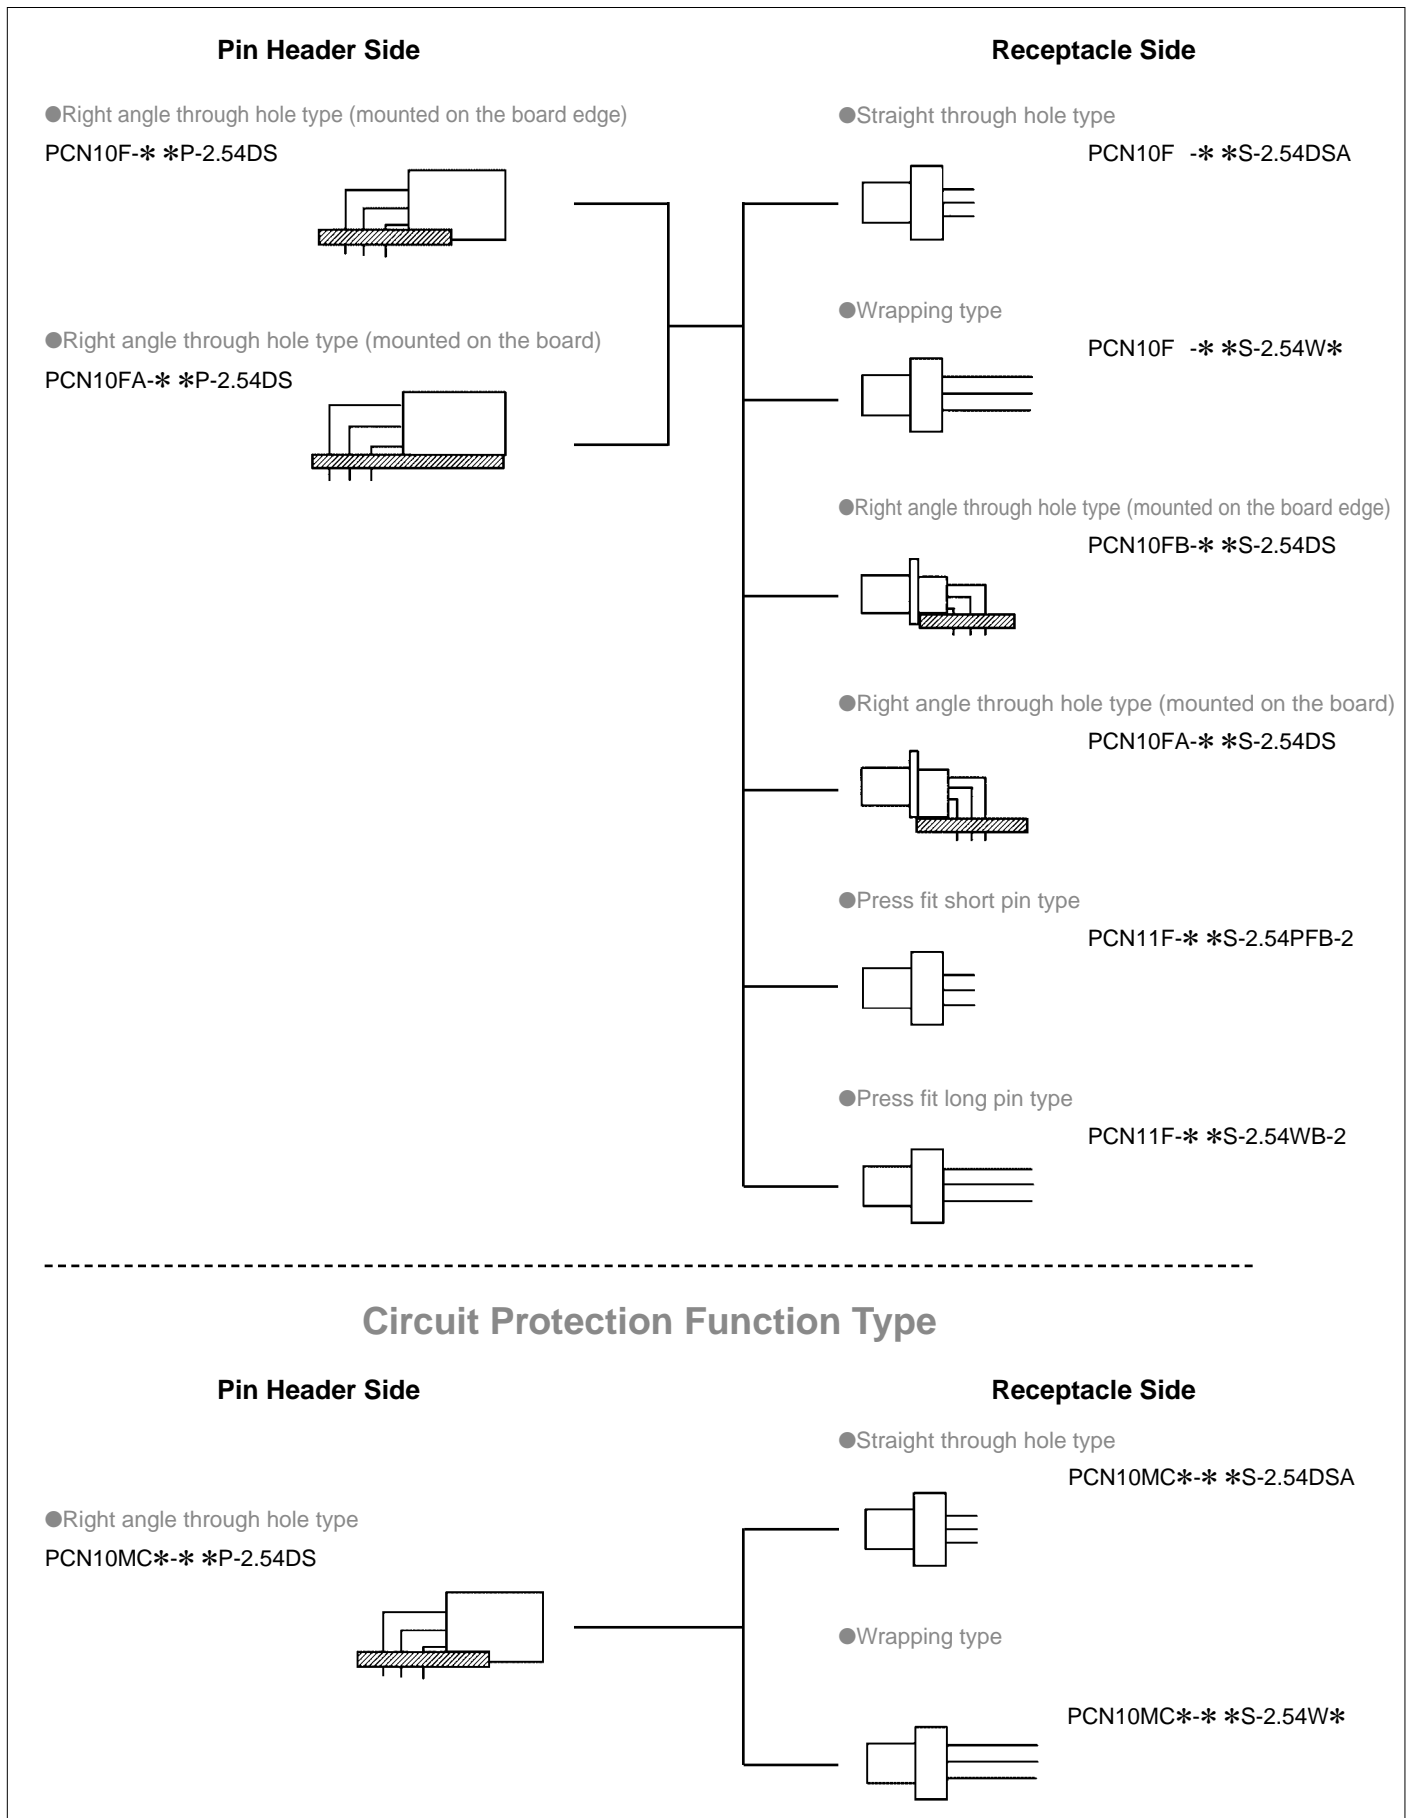 Pin Header Side
●Right angle through hole type (mounted on the board edge)
PCN10F-＊ ＊P-2.54DS
●Right angle through hole type (mounted on the board)
PCN10FA-＊ ＊P-2.54DS
Receptacle Side
●Straight through hole type
PCN10F -＊ ＊S-2.54DSA
●Wrapping type
PCN10F -＊ ＊S-2.54W＊
●Right angle through hole type (mounted on the board edge)
PCN10FB-＊ ＊S-2.54DS
●Right angle through hole type (mounted on the board)
PCN10FA-＊ ＊S-2.54DS
●Press fit short pin type
PCN11F-＊ ＊S-2.54PFB-2
●Press fit long pin type
PCN11F-＊ ＊S-2.54WB-2
Circuit Protection Function Type
Pin Header Side
●Right angle through hole type
PCN10MC＊-＊ ＊P-2.54DS
Receptacle Side
●Straight through hole type
PCN10MC＊-＊ ＊S-2.54DSA
●Wrapping type
PCN10MC＊-＊ ＊S-2.54W＊